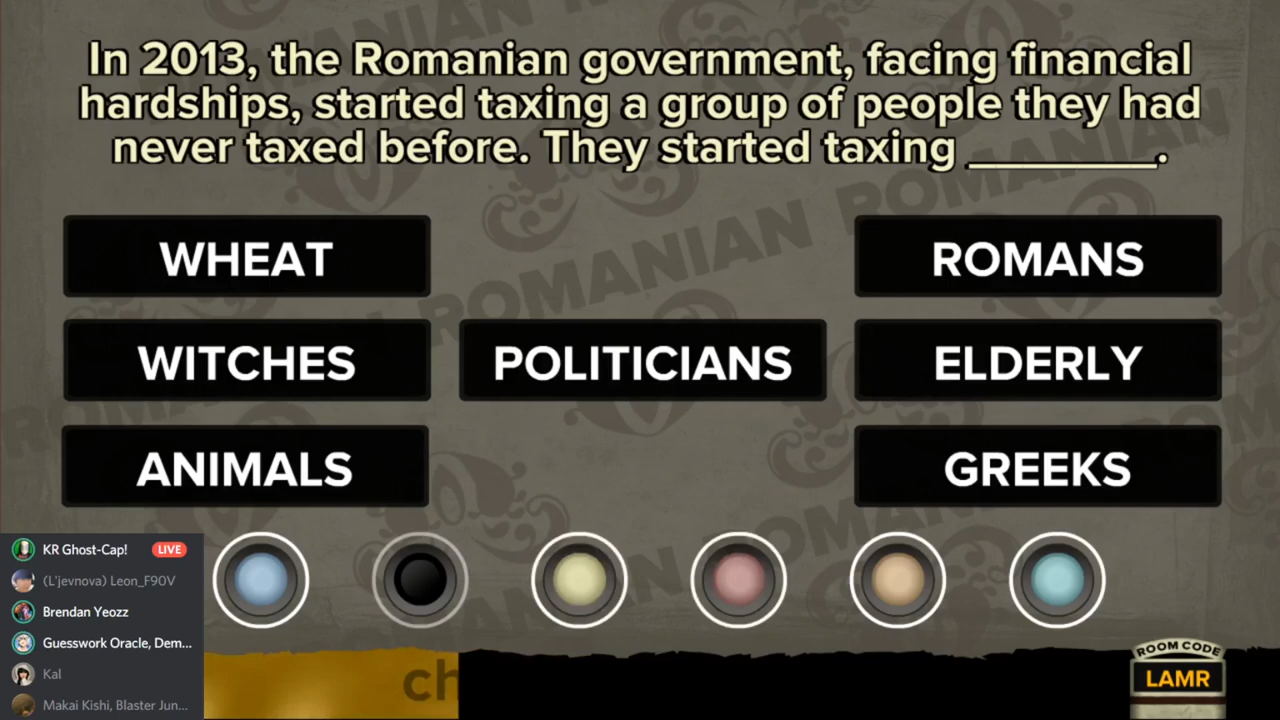 In 2013, the Romanian government, facing financial
hardships, started taxing a group of people they had
never taxed before. They started taxing ________.
WHEAT
ROMANS
WITCHES
POLITICIANS
ELDERLY
ANIMALS
GREEKS
KR Ghost-Cap! LIVE
(L'jevnova) Leon_F90V
Brendan Yeozz
Guesswork Oracle, Dem...
Kal
Makai Kishi, Blaster Jun...
ch
ROOM CODE
LAMR
ROMANIAN
ROMANIAN